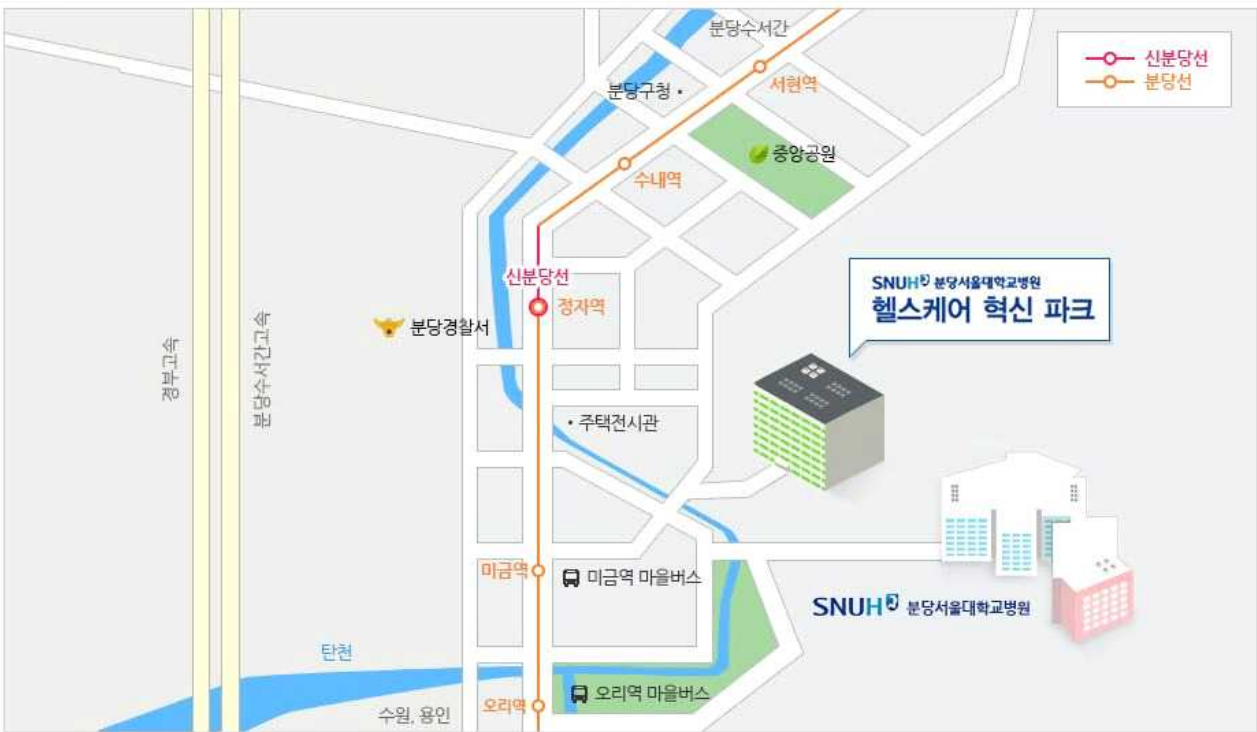 분당수서간
신분당선
분당선
서현역
분당구청
중앙공원
수내역
신분당선
정자역
SNUH 분당서울대학교병원
헬스케어 혁신 파크
분당경찰서
경부고속
분당수서간고속
주택전시관
미금역
미금역 마을버스
SNUH 분당서울대학교병원
탄천
오리역 마을버스
오리역
수원, 용인